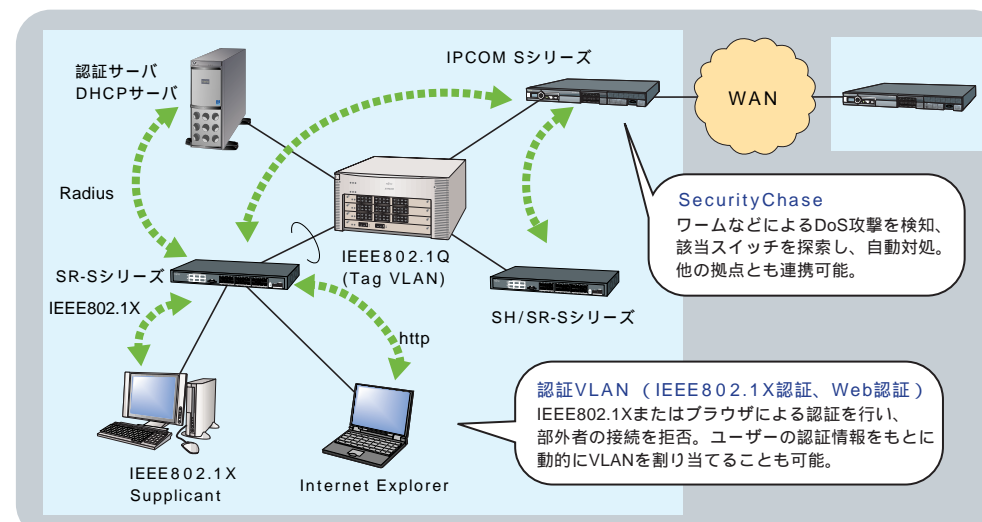 IPCOM Sシリーズ
認証サーバ
DHCPサーバ
WAN
Radius
SecurityChase
ワームなどによるDoS攻撃を検知、
該当スイッチを探索し、自動対処。
他の拠点とも連携可能。
IEEE802.1Q
(Tag VLAN)
SR-Sシリーズ
IEEE802.1X
SH/SR-Sシリーズ
http
認証VLAN （IEEE802.1X認証、Web認証）
IEEE802.1Xまたはブラウザによる認証を行い、
部外者の接続を拒否。ユーザーの認証情報をもとに
動的にVLANを割り当てることも可能。
IEEE802.1X
Supplicant
Internet Explorer